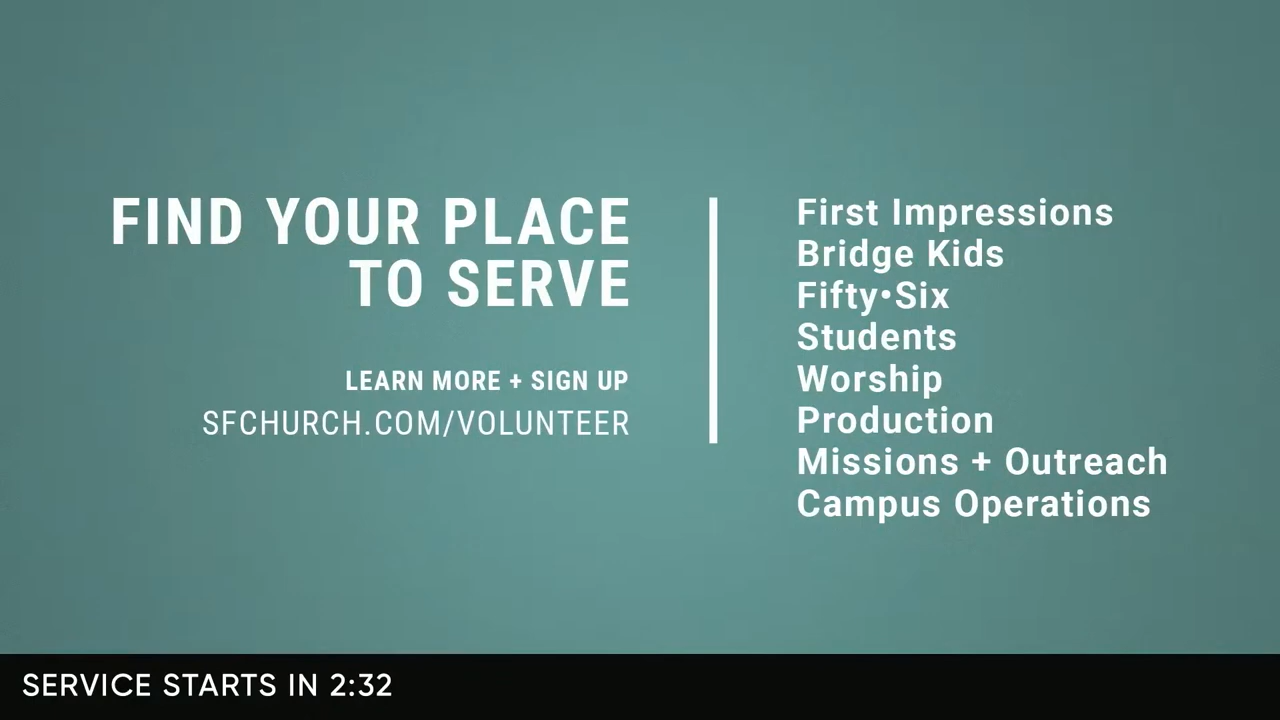 FIND YOUR PLACE
TO SERVE
LEARN MORE + SIGN UP
SFCHURCH.COM/VOLUNTEER
First Impressions
Bridge Kids
Fifty•Six
Students
Worship
Production
Missions + Outreach
Campus Operations
SERVICE STARTS IN 2:32